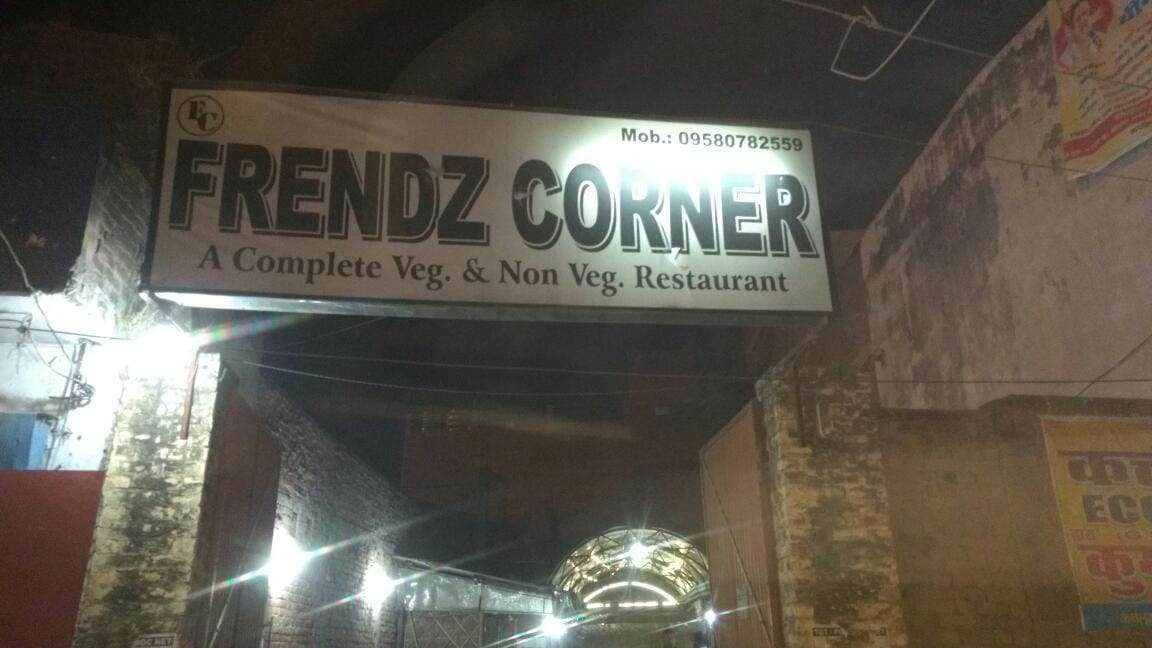 FC
Mob.: 09580782559
FRENDZ CORNER
A Complete Veg. & Non Veg. Restaurant